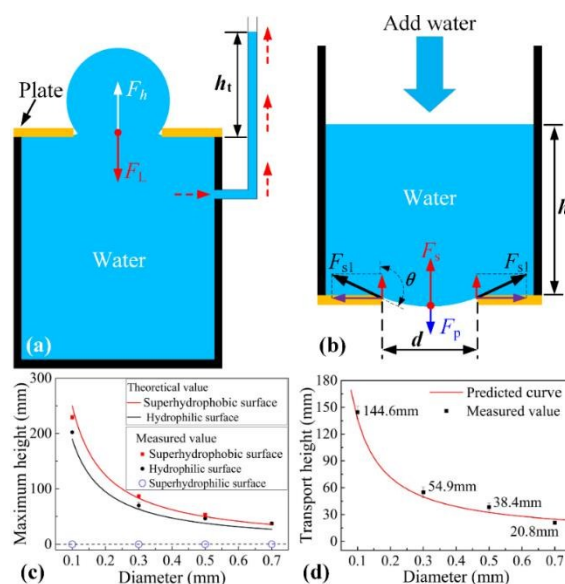 Plate
F_h
F_L
h_t
Water
(a)
Add water
Water
h
F_s1
F_s
θ
F_s1
F_p
d
(b)
Maximum height (mm)
300
200
100
0
Theoretical value
Superhydrophobic surface
Hydrophilic surface
Measured value
Superhydrophobic surface
Hydrophilic surface
Superhydrophilic surface
0.1 0.2 0.3 0.4 0.5 0.6 0.7
(c) Diameter (mm)
Transport height (mm)
180
150
120
90
60
30
0
Predicted curve
Measured value
144.6mm
54.9mm
38.4mm
20.8mm
0.1 0.2 0.3 0.4 0.5 0.6 0.7
Diameter (mm) (d)